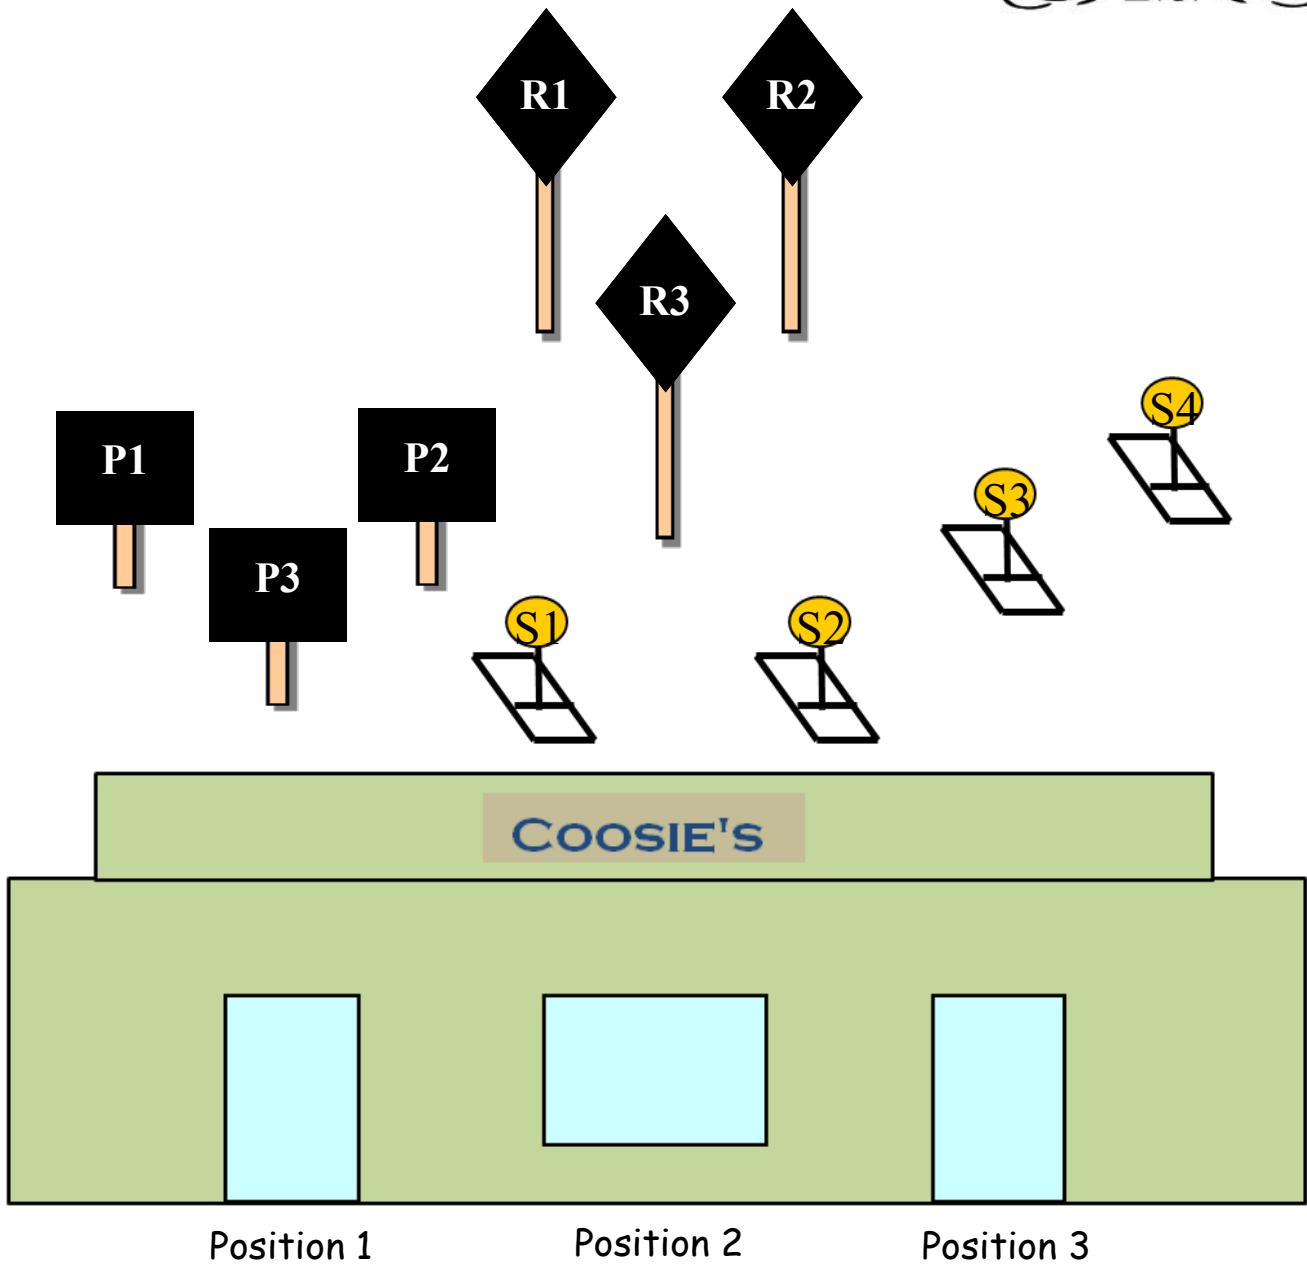 R1
R2
R3
P1
P2
P3
S4
S3
S1
S2
COOSIE'S
Position 1
Position 2
Position 3